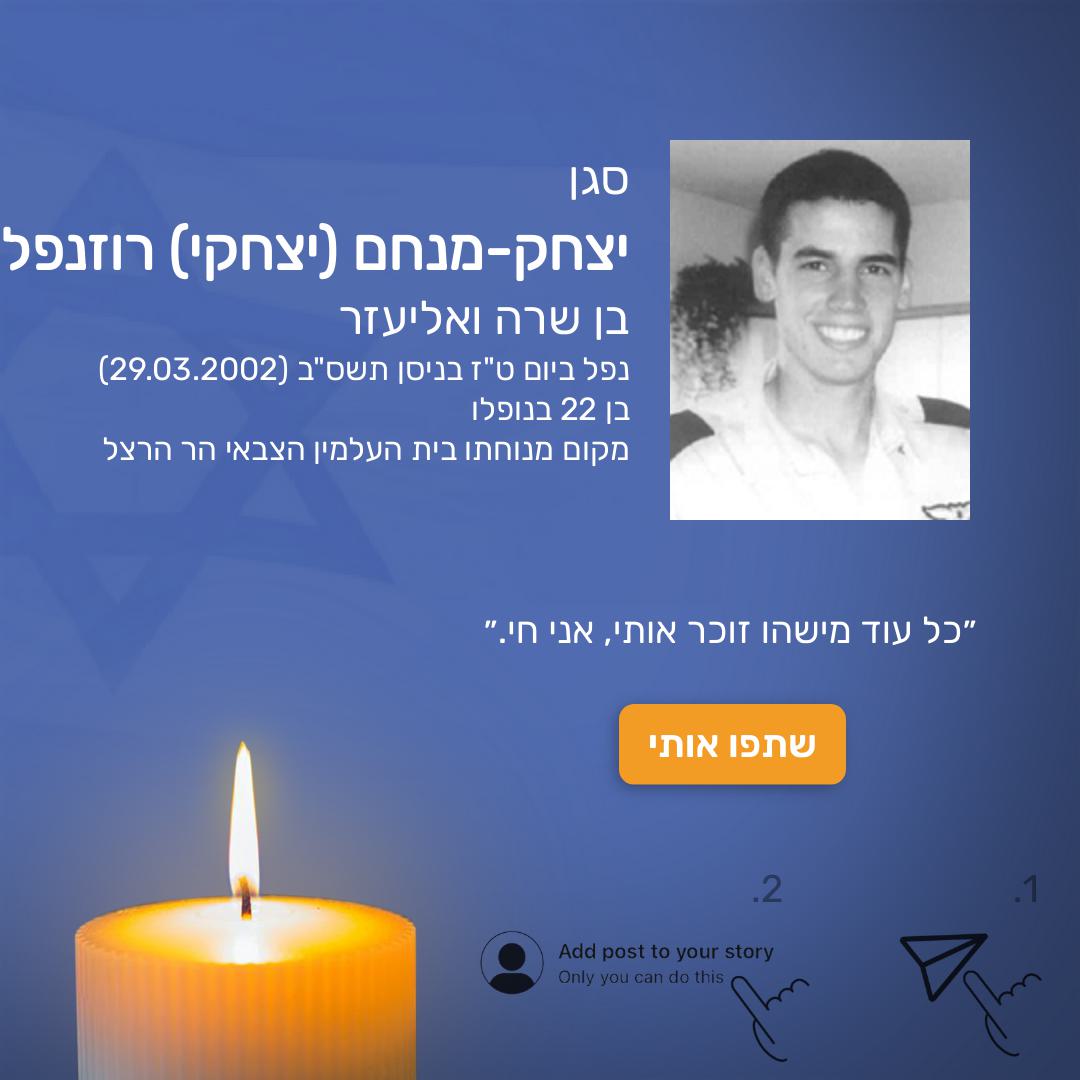 סגן
יצחק-מנחם (יצחקי) רוזנפל
בן שרה ואליעזר
נפל ביום ט"ז בניסן תשס"ב (29.03.2002)
בן 22 בנופלו
מקום מנוחתו בית העלמין הצבאי הר הרצל
״כל עוד מישהו זוכר אותי, אני חי.״
שתפו אותי
1.
2.
Add post to your story
Only you can do this